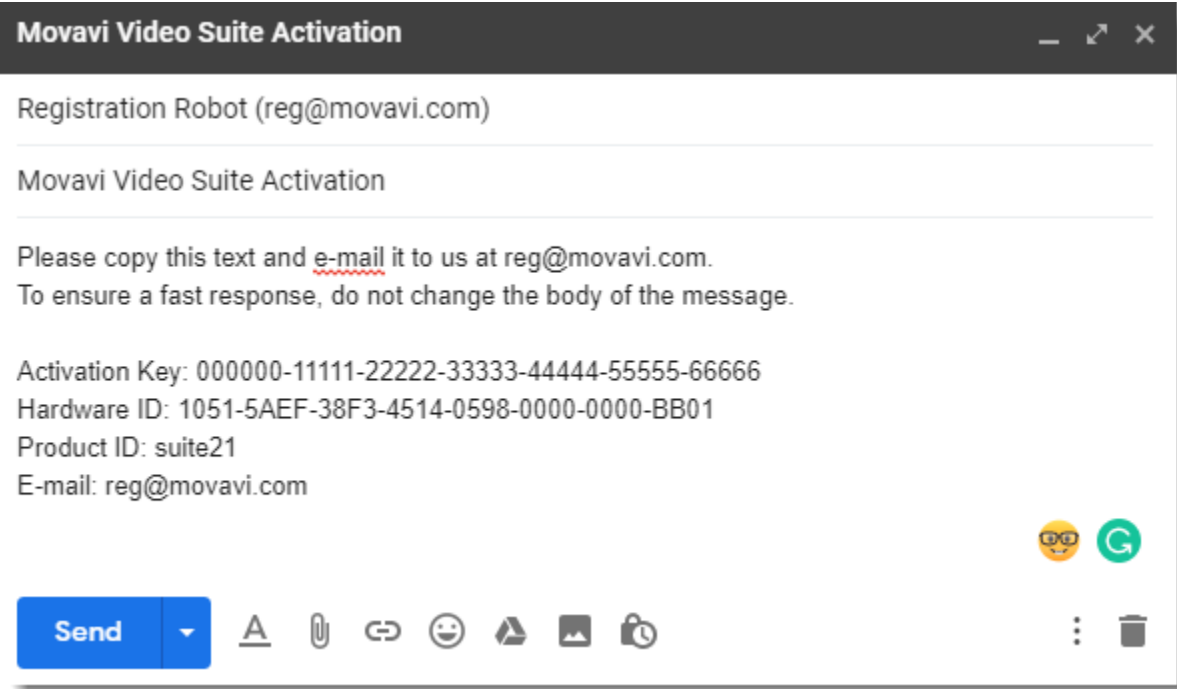 Movavi Video Suite Activation
Registration Robot (reg@movavi.com)
Movavi Video Suite Activation
Please copy this text and e-mail it to us at reg@movavi.com.
To ensure a fast response, do not change the body of the message.
Activation Key: 000000-11111-22222-33333-44444-55555-66666
Hardware ID: 1051-5AEF-38F3-4514-0598-0000-0000-BB01
Product ID: suite21
E-mail: reg@movavi.com
Send